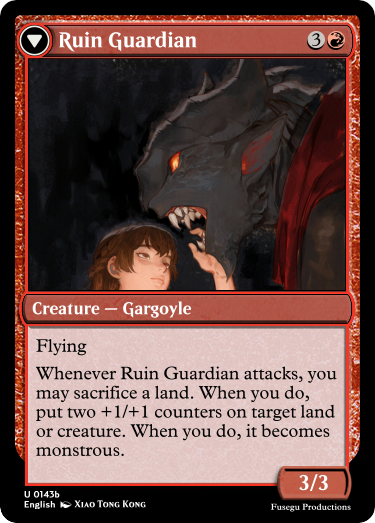 Ruin Guardian 3
Creature — Gargoyle
Flying
Whenever Ruin Guardian attacks, you
may sacrifice a land. When you do,
put two +1/+1 counters on target land
or creature. When you do, it becomes
monstrous.
3/3
U 0143b
English XIAO TONG KONG
Fusegu Productions